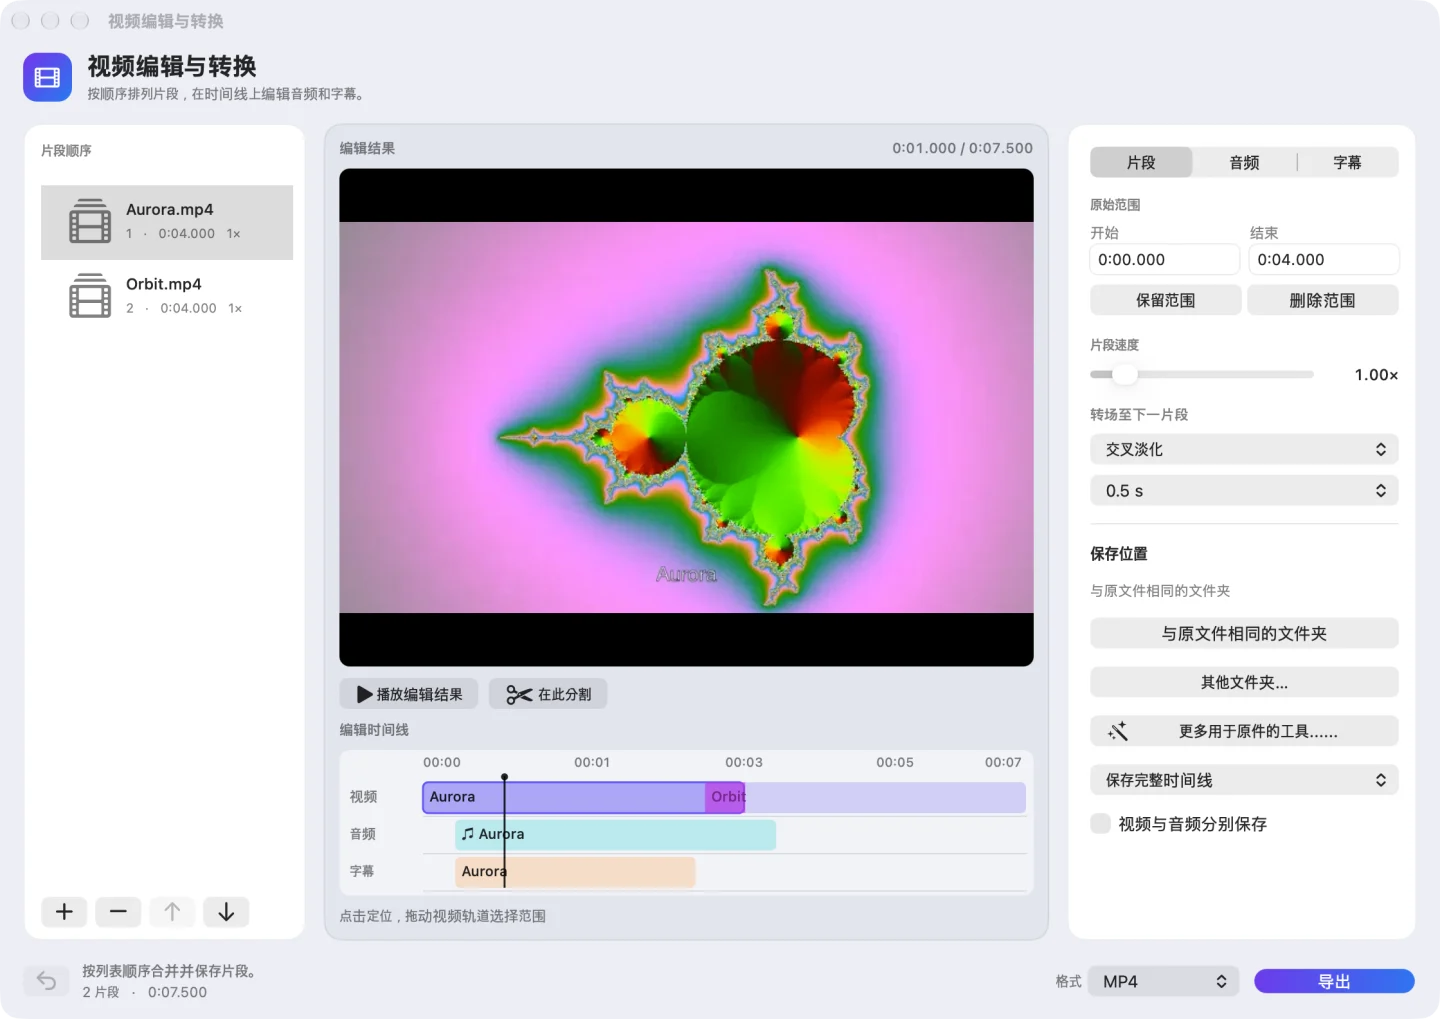 视频编辑与转换
视频编辑与转换
按顺序排列片段，在时间线上编辑音频和字幕。
片段顺序
Aurora.mp4
1 · 0:04.000 1×
Orbit.mp4
2 · 0:04.000 1×
编辑结果
0:01.000 / 0:07.500
Aurora
播放编辑结果
在此分割
编辑时间线
00:00 00:01 00:03 00:05 00:07
视频
Aurora
Orbit
音频
Aurora
字幕
Aurora
点击定位，拖动视频轨道选择范围
片段 音频 字幕
原始范围
开始 结束
0:00.000 0:04.000
保留范围 删除范围
片段速度
1.00×
转场至下一片段
交叉淡化
0.5 s
保存位置
与原文件相同的文件夹
与原文件相同的文件夹
其他文件夹...
更多用于原件的工具......
保存完整时间线
视频与音频分别保存
按列表顺序合并并保存片段。
2 片段 · 0:07.500
格式 MP4
导出